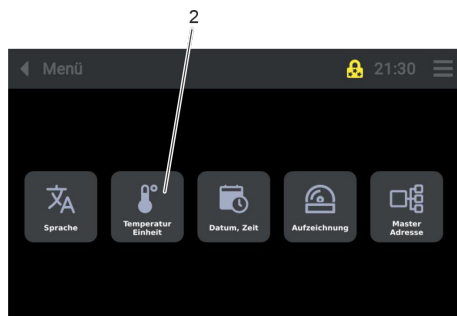 2
Menü
21:30
Sprache
Temperatur
Einheit
Datum, Zeit
Aufzeichnung
Master
Adresse